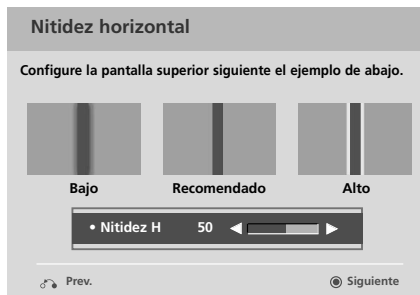 Nitidez horizontal
Configure la pantalla superior siguiente el ejemplo de abajo.
Bajo Recomendado Alto
• Nitidez H 50
Prev. Siguiente